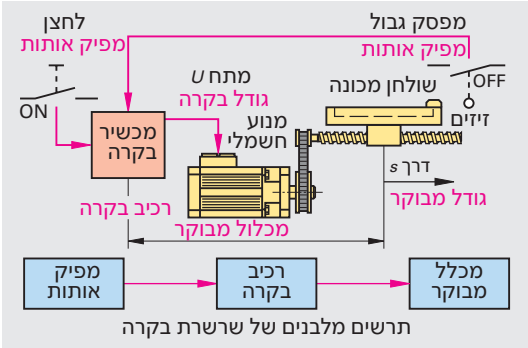 לחצן
מפיק אותות
מפסק גבול
מפיק אותות
מתח U
גודל בקרה
שולחן מכונה
OFF
ON
זיזים
מכשיר
בקרה
מנוע
חשמלי
דרך s
גודל מבוקר
רכיב בקרה
מכלול מבוקר
מפיק
אותות
רכיב
בקרה
מכלל
מבוקר
תרשים מלבנים של שרשרת בקרה